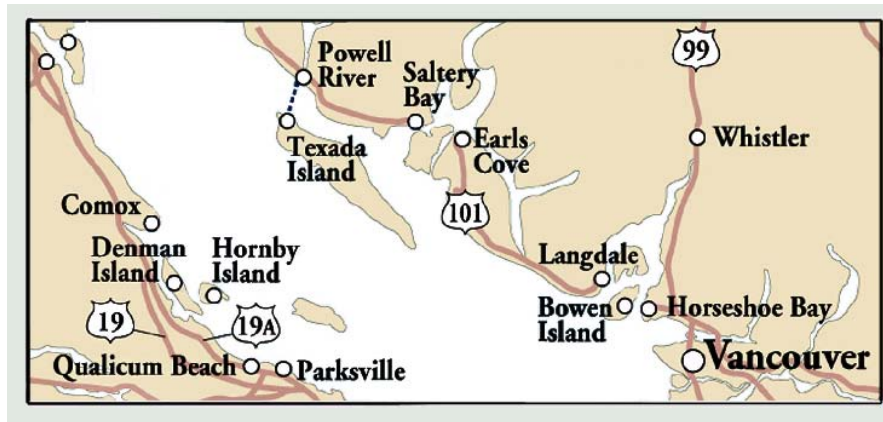 Powell
River
Saltery
Bay
99
Texada
Island
Earls
Cove
Whistler
Comox
101
Denman
Island
Hornby
Island
Langdale
Bowen
Island
Horseshoe Bay
19
19A
Qualicum Beach
Parksville
Vancouver